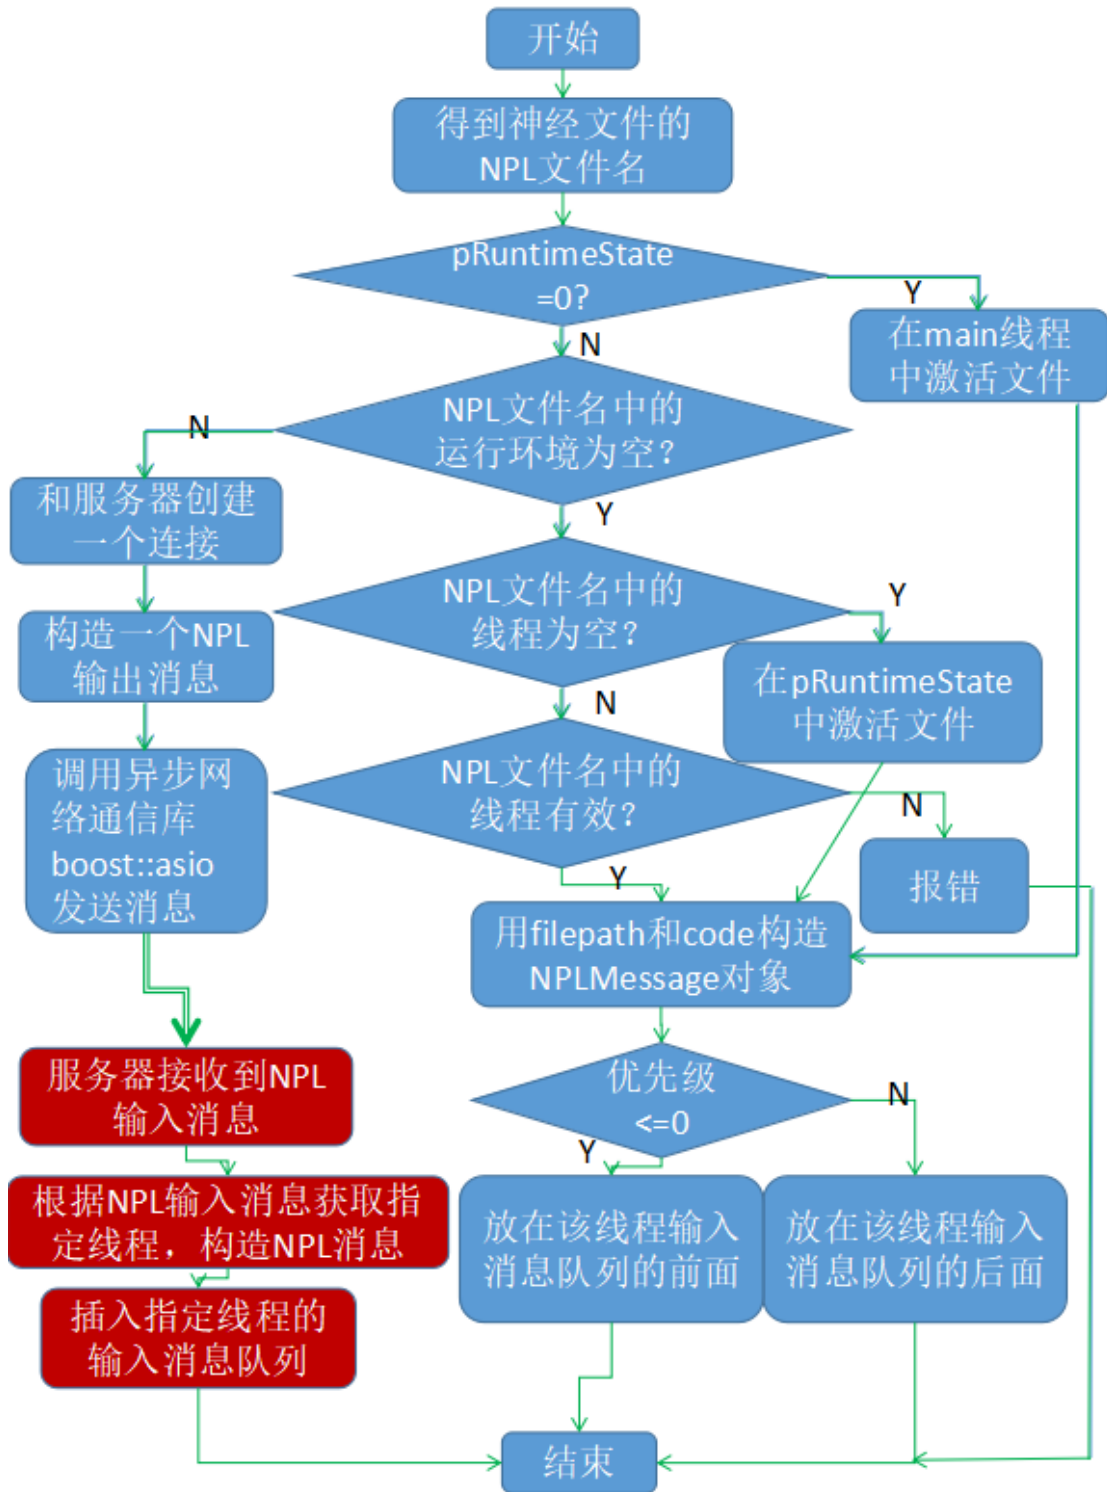 开始
得到神经文件的
NPL文件名
pRuntimeState
=0?
Y
在main线程
中激活文件
N
NPL文件名中的
运行环境为空?
N
和服务器创建
一个连接
Y
NPL文件名中的
线程为空?
Y
构造一个NPL
输出消息
在pRuntimeState
中激活文件
N
NPL文件名中的
线程有效?
N
调用异步网
络通信库
boost::asio
发送消息
报错
Y
用filepath和code构造
NPLMessage对象
服务器接收到NPL
输入消息
优先级
<=0
N
Y
根据NPL输入消息获取指
定线程，构造NPL消息
放在该线程输入
消息队列的前面
放在该线程输入
消息队列的后面
插入指定线程的
输入消息队列
结束